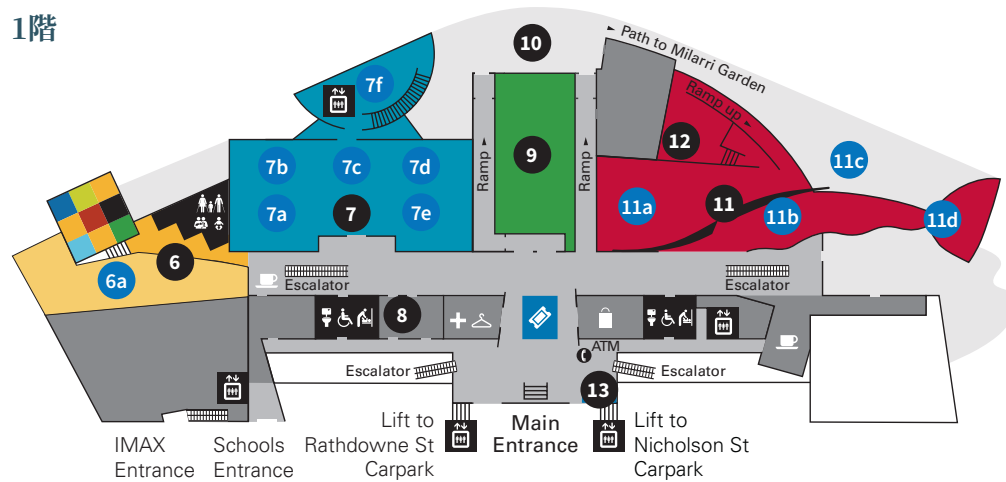 1階
10
Path to Milarri Garden
7f
Ramp up
12
7b
7c
7d
Ramp
9
Ramp
11c
7a
7
7e
11a
11
11b
11d
6
6a
Escalator
Escalator
8
ATM
Escalator
Escalator
13
IMAX
Entrance
Schools
Entrance
Lift to
Rathdowne St
Carpark
Main
Entrance
Lift to
Nicholson St
Carpark